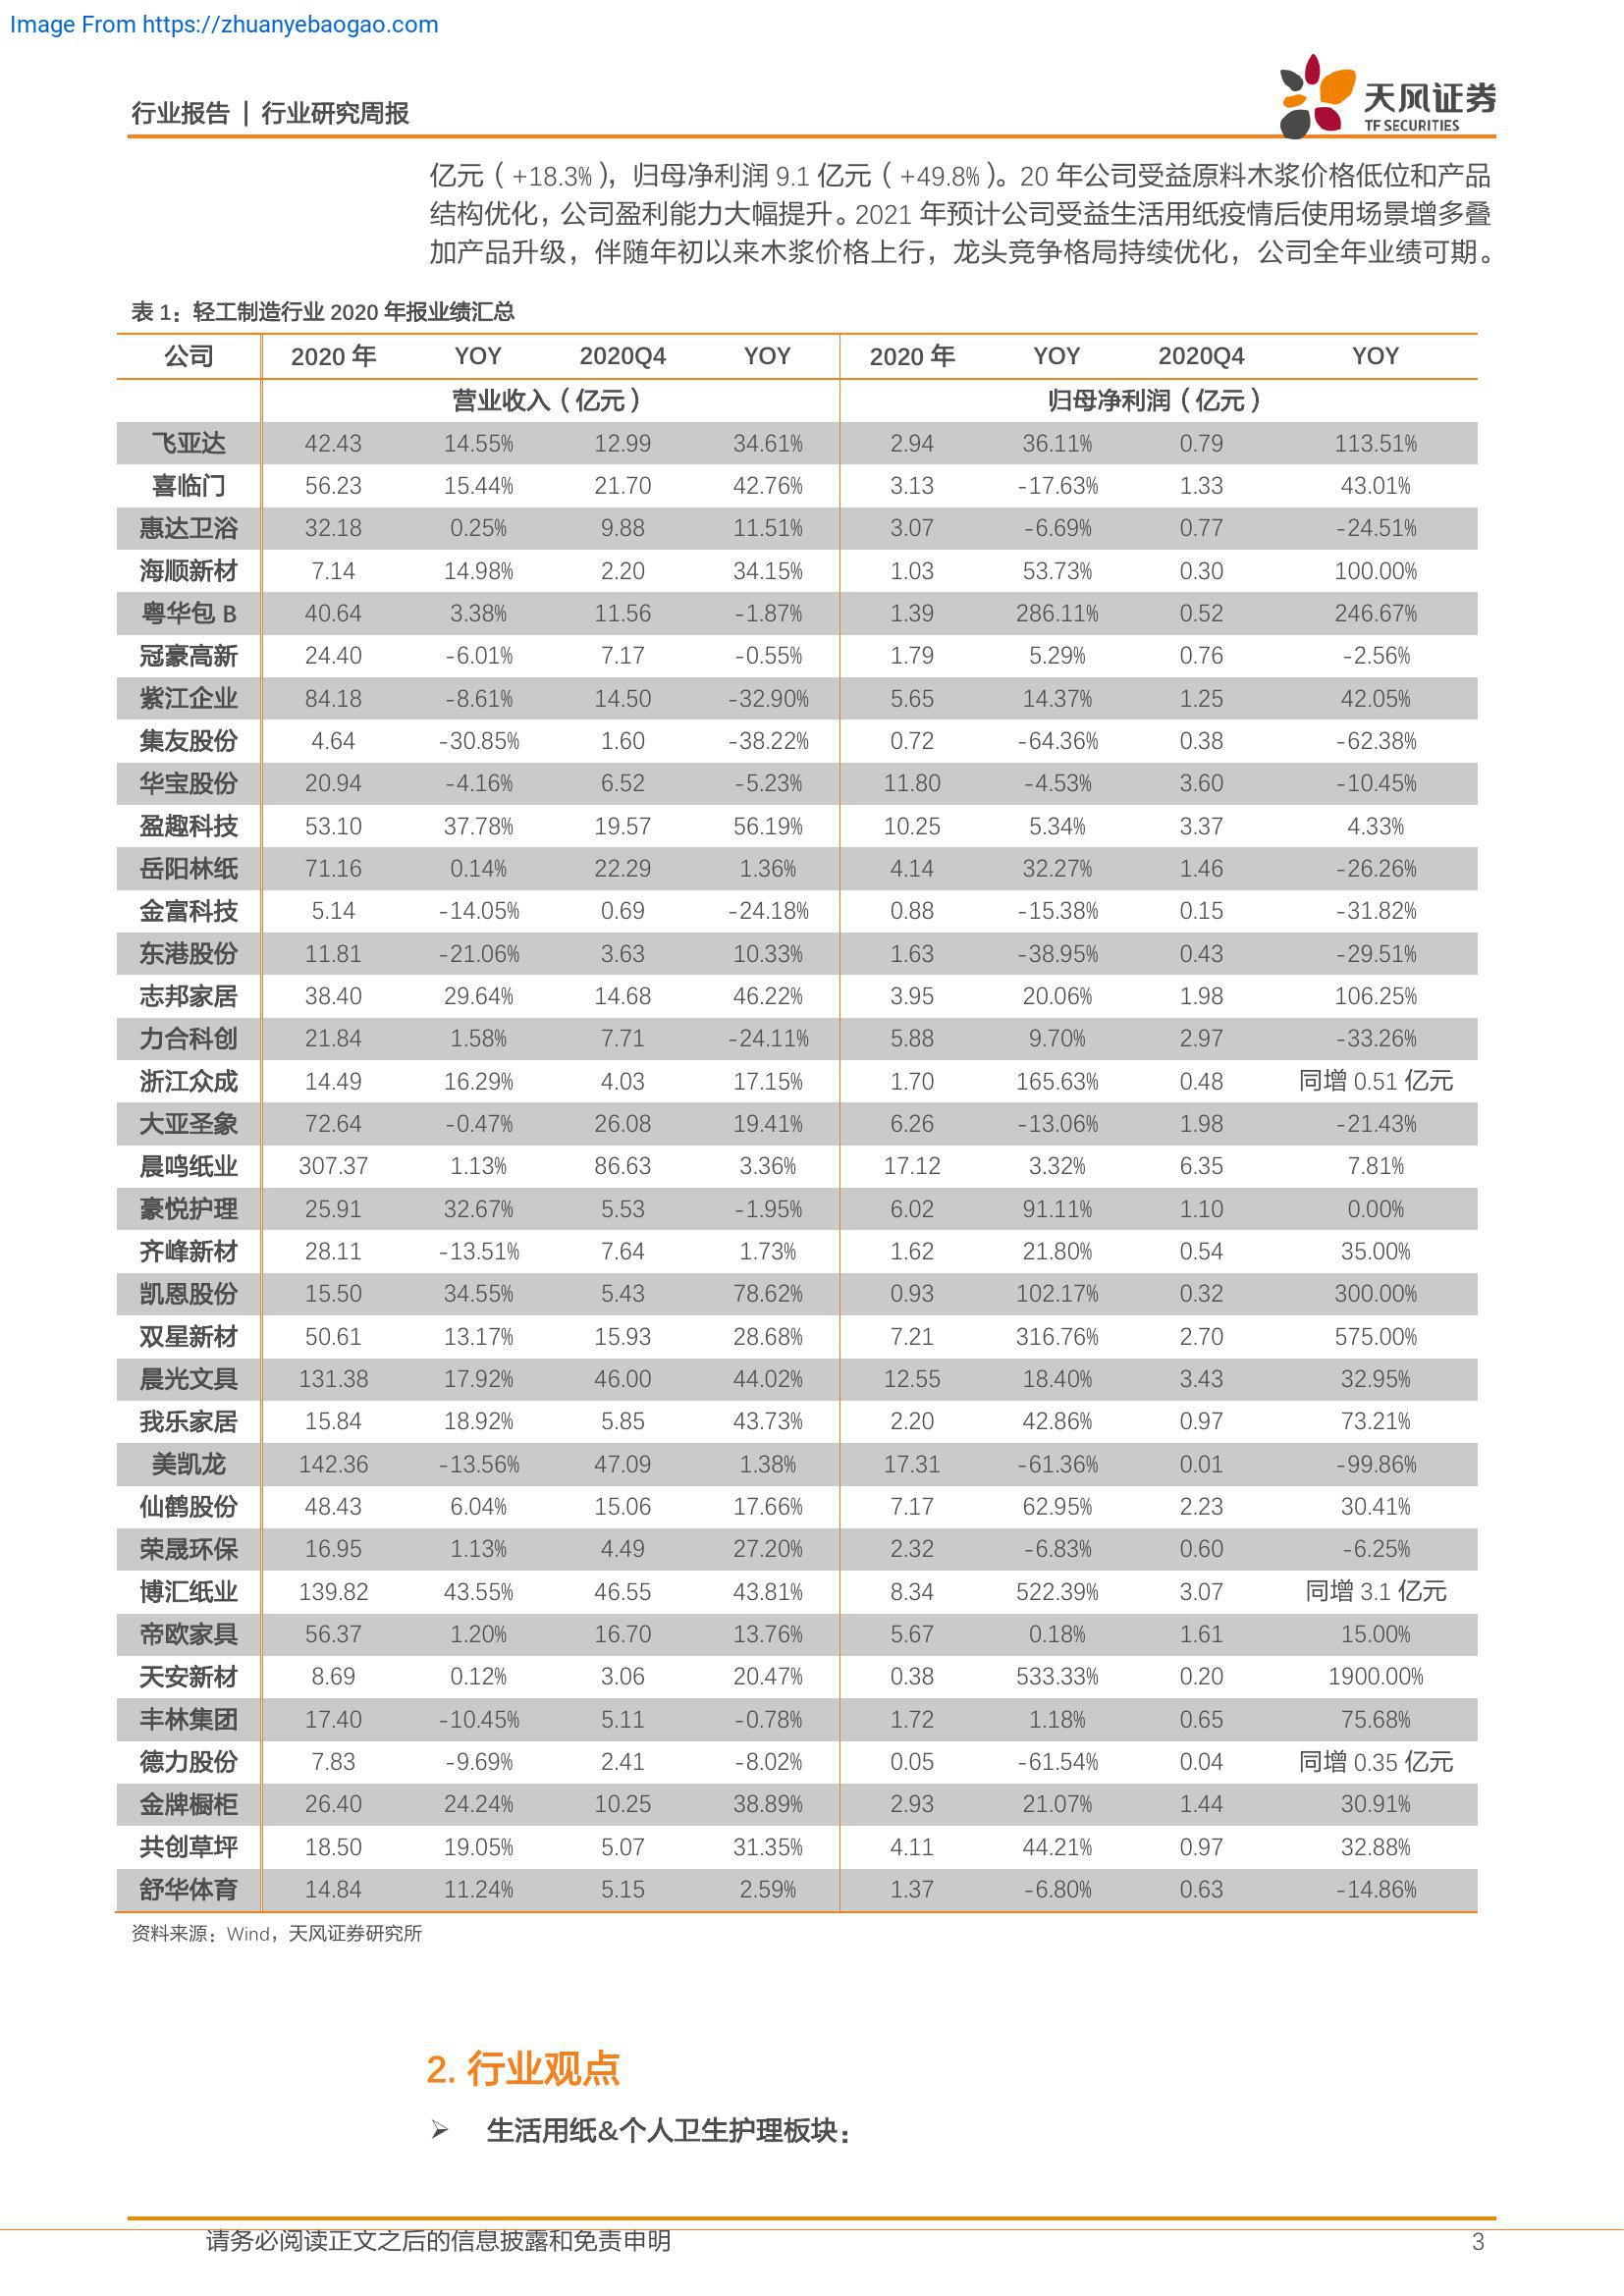 Image From https://zhuanyebaogao.com
行业报告 | 行业研究周报
天风证券
TF SECURITIES
亿元（+18.3%），归母净利润 9.1 亿元（+49.8%）。20 年公司受益原料木浆价格低位和产品
结构优化，公司盈利能力大幅提升。2021 年预计公司受益生活用纸疫情后使用场景增多叠
加产品升级，伴随年初以来木浆价格上行，龙头竞争格局持续优化，公司全年业绩可期。
表 1：轻工制造行业 2020 年报业绩汇总
公司 2020 年 YOY 2020Q4 YOY 2020 年 YOY 2020Q4 YOY
营业收入（亿元） 归母净利润（亿元）
飞亚达 42.43 14.55% 12.99 34.61% 2.94 36.11% 0.79 113.51%
喜临门 56.23 15.44% 21.70 42.76% 3.13 -17.63% 1.33 43.01%
惠达卫浴 32.18 0.25% 9.88 11.51% 3.07 -6.69% 0.77 -24.51%
海顺新材 7.14 14.98% 2.20 34.15% 1.03 53.73% 0.30 100.00%
粤华包 B 40.64 3.38% 11.56 -1.87% 1.39 286.11% 0.52 246.67%
冠豪高新 24.40 -6.01% 7.17 -0.55% 1.79 5.29% 0.76 -2.56%
紫江企业 84.18 -8.61% 14.50 -32.90% 5.65 14.37% 1.25 42.05%
集友股份 4.64 -30.85% 1.60 -38.22% 0.72 -64.36% 0.38 -62.38%
华宝股份 20.94 -4.16% 6.52 -5.23% 11.80 -4.53% 3.60 -10.45%
盈趣科技 53.10 37.78% 19.57 56.19% 10.25 5.34% 3.37 4.33%
岳阳林纸 71.16 0.14% 22.29 1.36% 4.14 32.27% 1.46 -26.26%
金富科技 5.14 -14.05% 0.69 -24.18% 0.88 -15.38% 0.15 -31.82%
东港股份 11.81 -21.06% 3.63 10.33% 1.63 -38.95% 0.43 -29.51%
志邦家居 38.40 29.64% 14.68 46.22% 3.95 20.06% 1.98 106.25%
力合科创 21.84 1.58% 7.71 -24.11% 5.88 9.70% 2.97 -33.26%
浙江众成 14.49 16.29% 4.03 17.15% 1.70 165.63% 0.48 同增 0.51 亿元
大亚圣象 72.64 -0.47% 26.08 19.41% 6.26 -13.06% 1.98 -21.43%
晨鸣纸业 307.37 1.13% 86.63 3.36% 17.12 3.32% 6.35 7.81%
豪悦护理 25.91 32.67% 5.53 -1.95% 6.02 91.11% 1.10 0.00%
齐峰新材 28.11 -13.51% 7.64 1.73% 1.62 21.80% 0.54 35.00%
凯恩股份 15.50 34.55% 5.43 78.62% 0.93 102.17% 0.32 300.00%
双星新材 50.61 13.17% 15.93 28.68% 7.21 316.76% 2.70 575.00%
晨光文具 131.38 17.92% 46.00 44.02% 12.55 18.40% 3.43 32.95%
我乐家居 15.84 18.92% 5.85 43.73% 2.20 42.86% 0.97 73.21%
美凯龙 142.36 -13.56% 47.09 1.38% 17.31 -61.36% 0.01 -99.86%
仙鹤股份 48.43 6.04% 15.06 17.66% 7.17 62.95% 2.23 30.41%
荣晟环保 16.95 1.13% 4.49 27.20% 2.32 -6.83% 0.60 -6.25%
博汇纸业 139.82 43.55% 46.55 43.81% 8.34 522.39% 3.07 同增 3.1 亿元
帝欧家具 56.37 1.20% 16.70 13.76% 5.67 0.18% 1.61 15.00%
天安新材 8.69 0.12% 3.06 20.47% 0.38 533.33% 0.20 1900.00%
丰林集团 17.40 -10.45% 5.11 -0.78% 1.72 1.18% 0.65 75.68%
德力股份 7.83 -9.69% 2.41 -8.02% 0.05 -61.54% 0.04 同增 0.35 亿元
金牌橱柜 26.40 24.24% 10.25 38.89% 2.93 21.07% 1.44 30.91%
共创草坪 18.50 19.05% 5.07 31.35% 4.11 44.21% 0.97 32.88%
舒华体育 14.84 11.24% 5.15 2.59% 1.37 -6.80% 0.63 -14.86%
资料来源：Wind，天风证券研究所
2. 行业观点
➢ 生活用纸&个人卫生护理板块：
请务必阅读正文之后的信息披露和免责申明 3